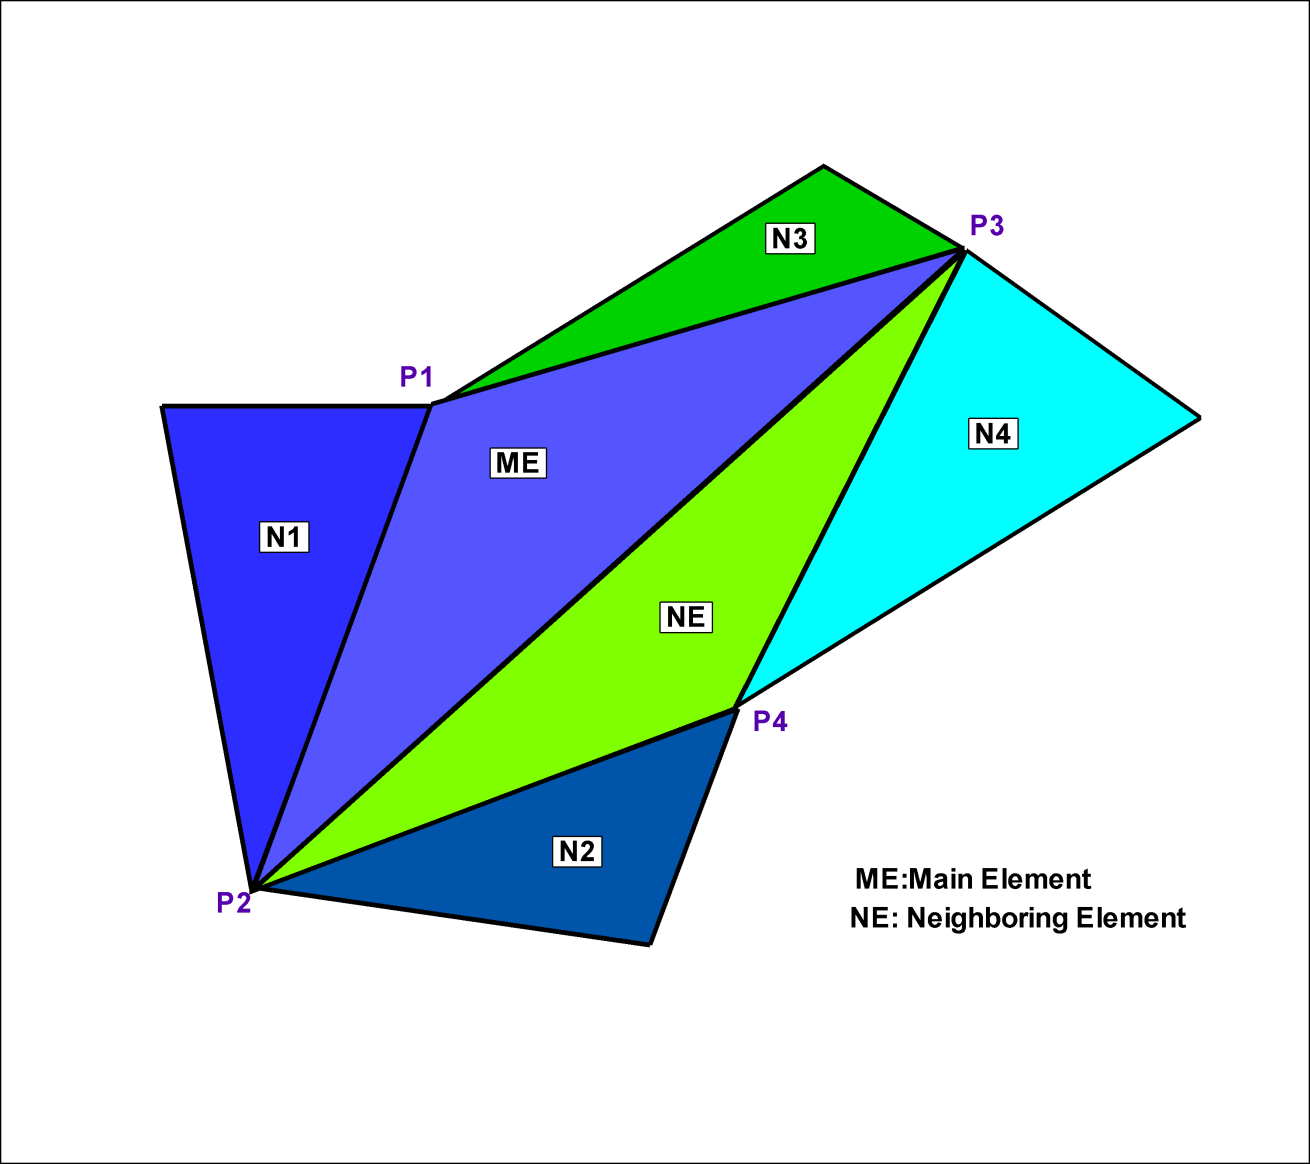 N3
P3
P1
N4
ME
N1
NE
P4
N2
P2
ME:Main Element
NE: Neighboring Element